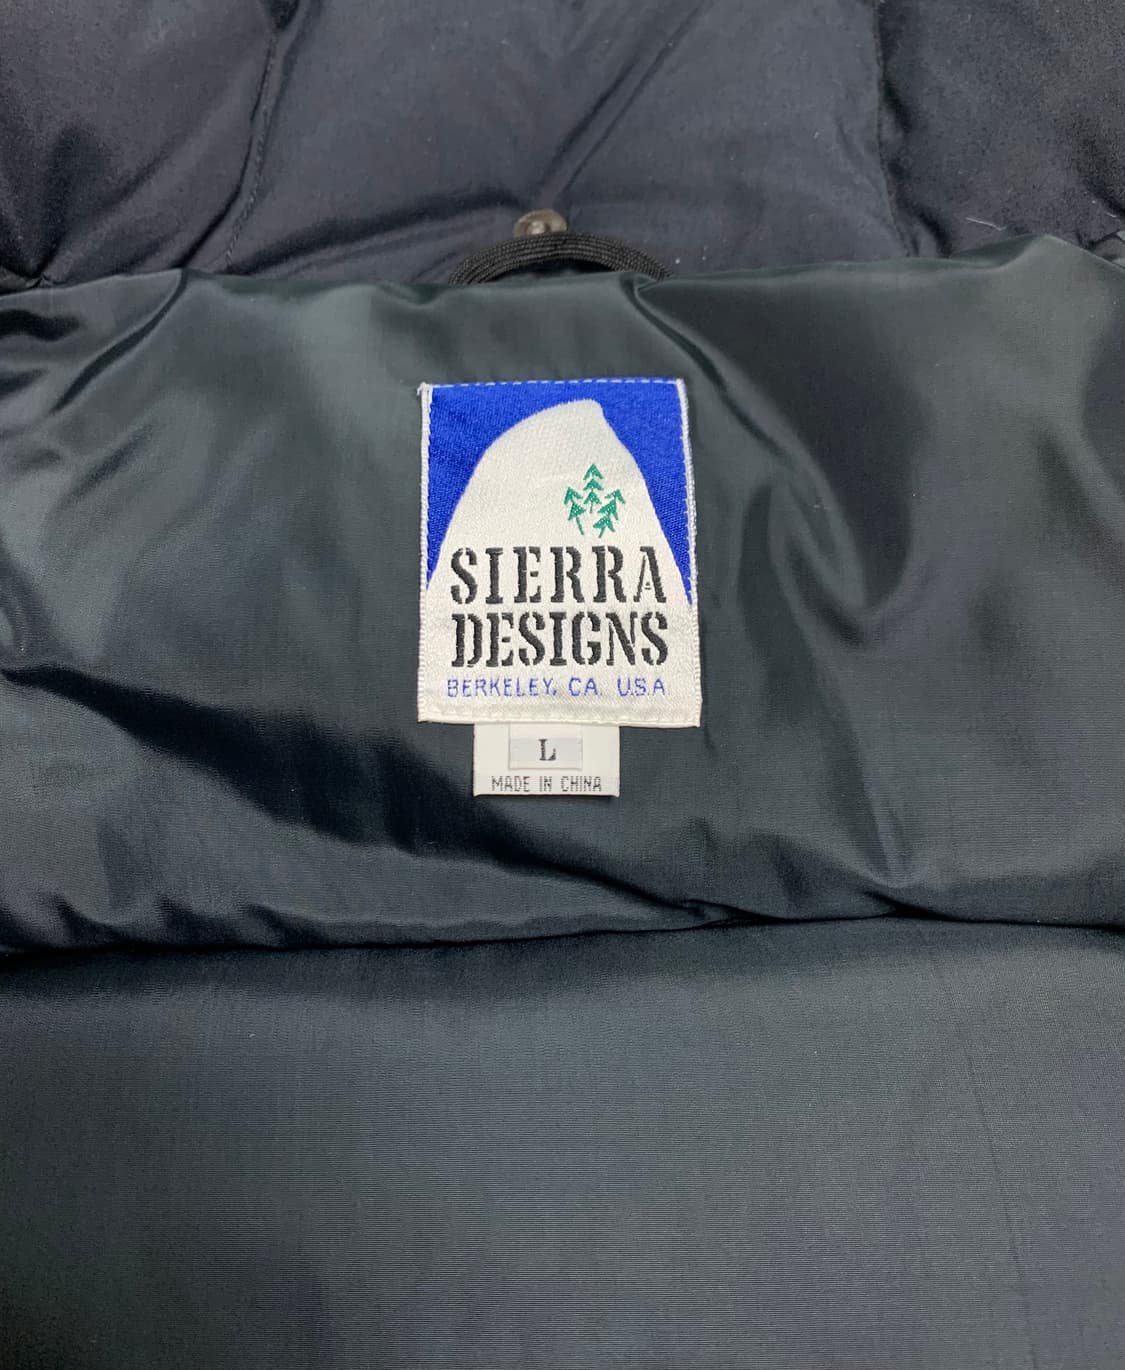 SIERRA
DESIGNS
BERKELEY, CA. U.S.A
L
MADE IN CHINA